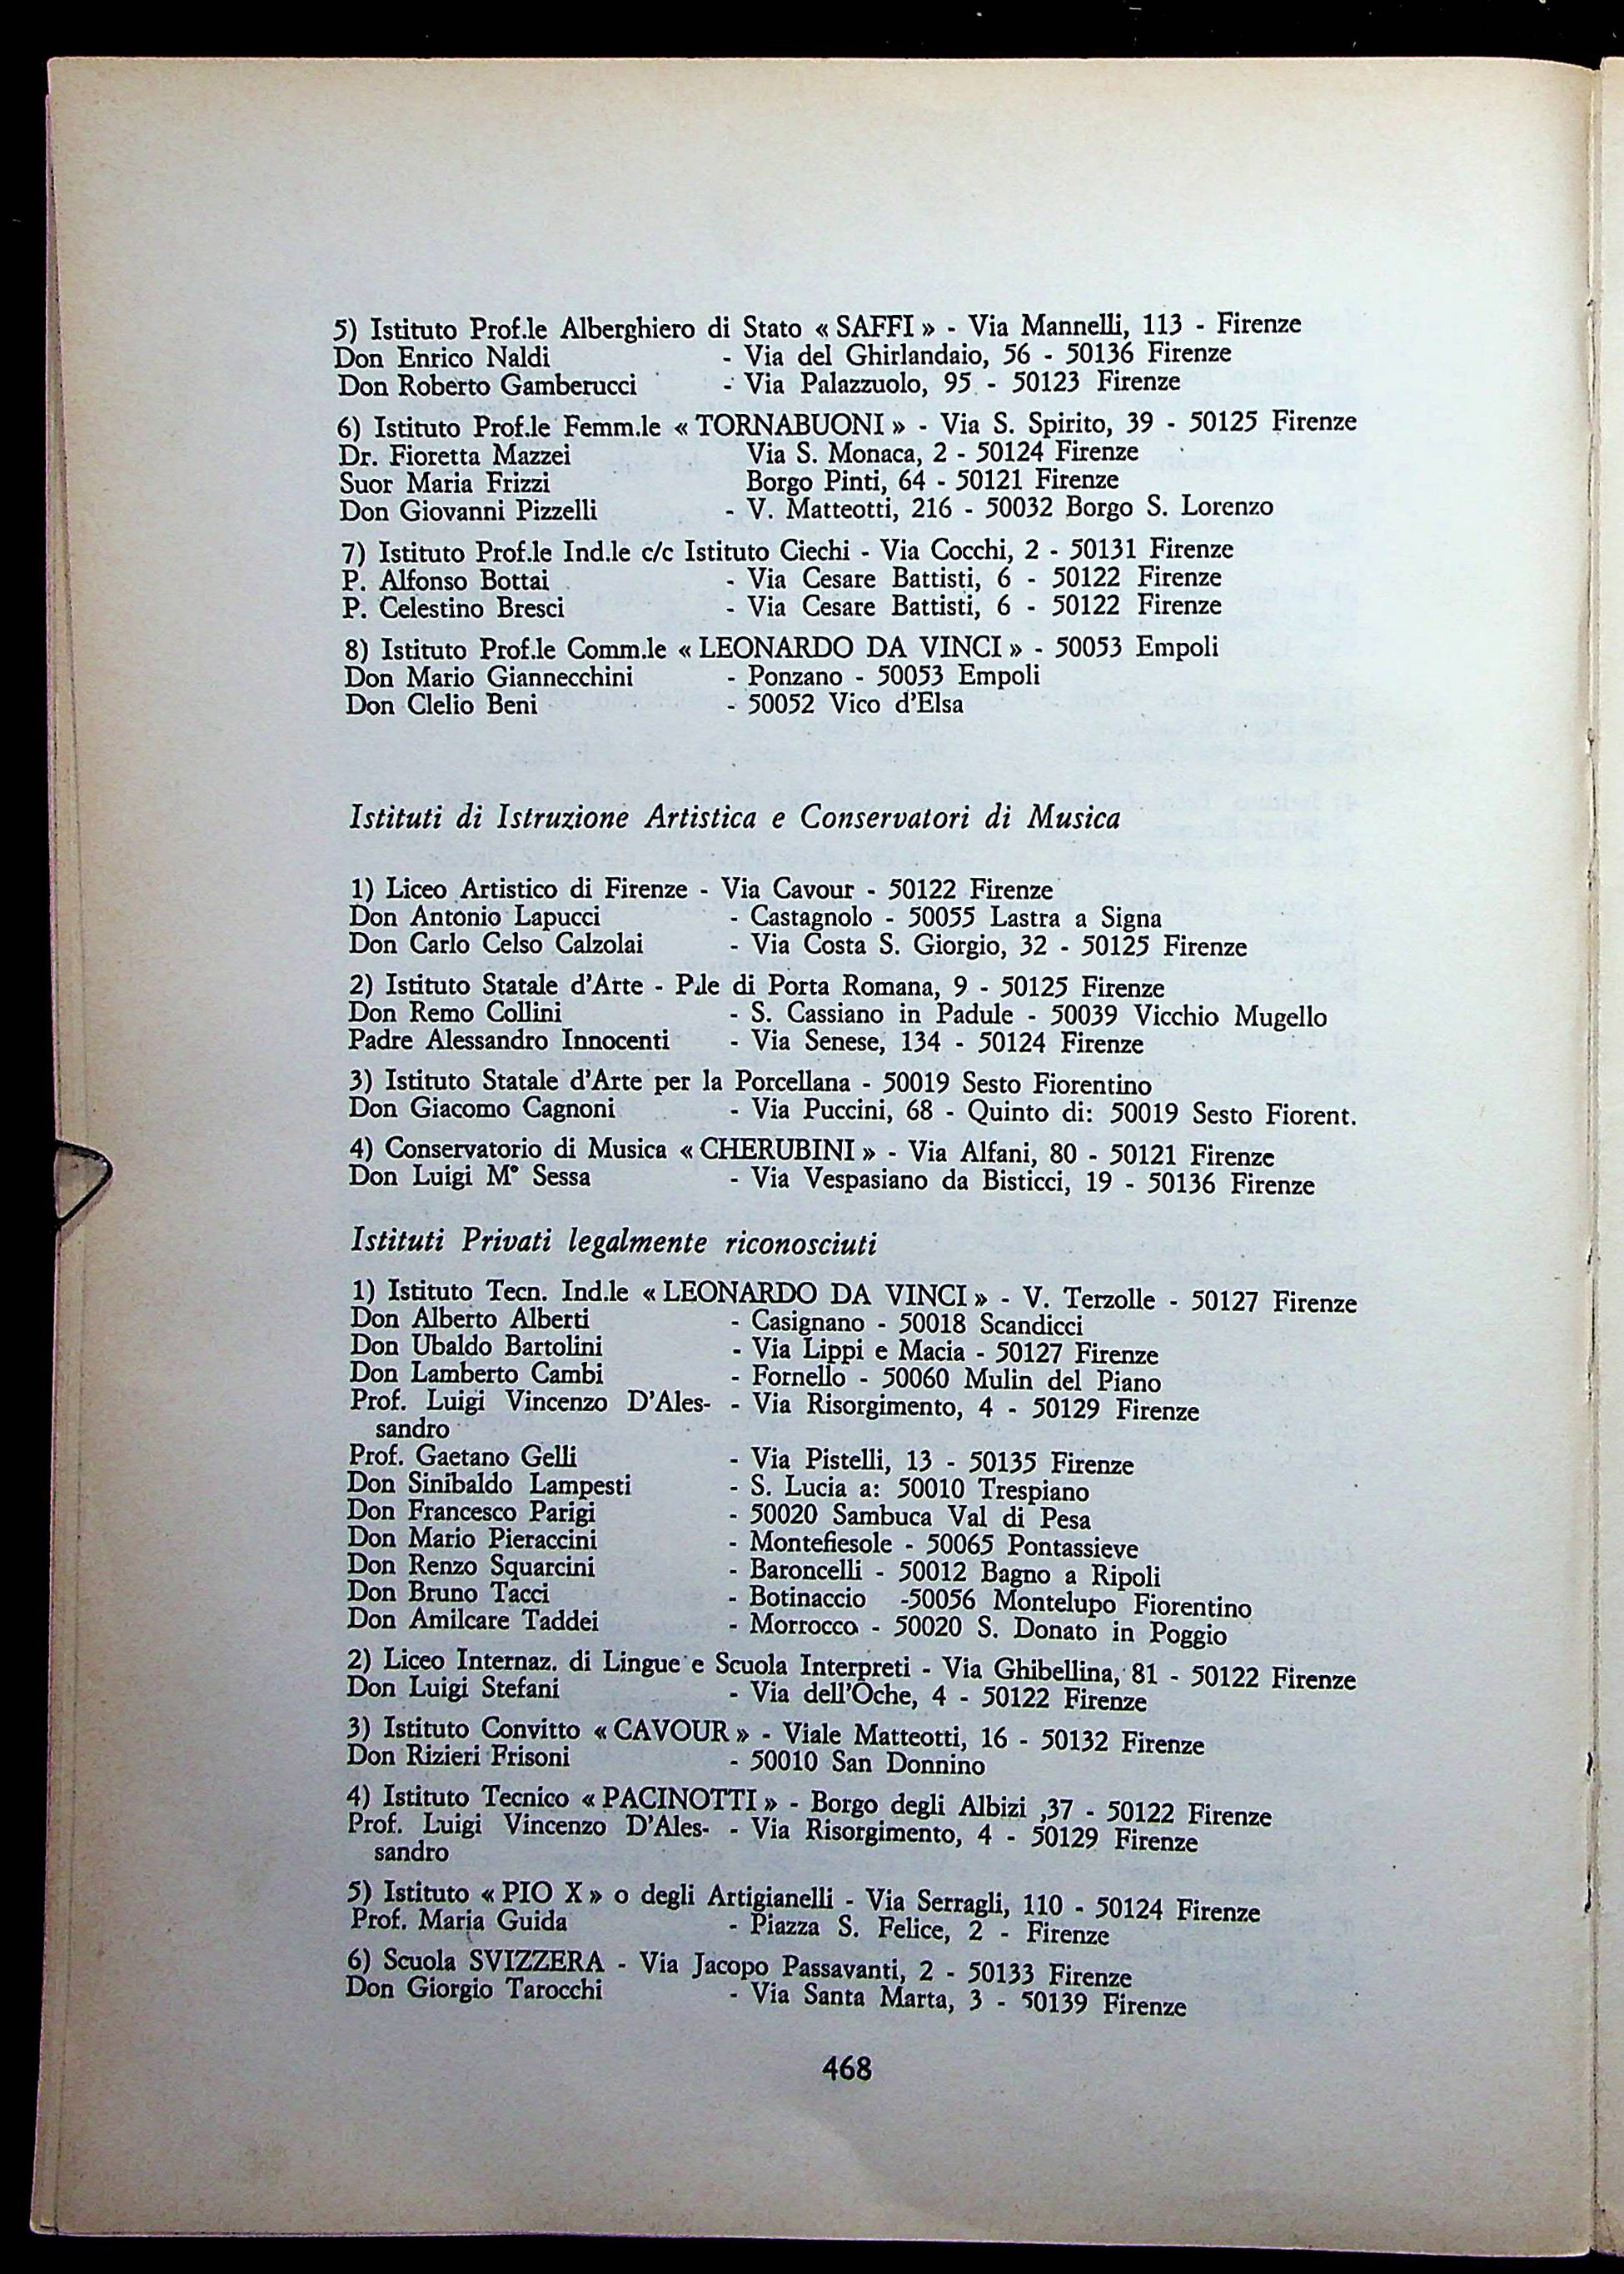 5) Istituto Prof.le Alberghiero di Stato « SAFFI » - Via Mannelli, 113 - Firenze
Don Enrico Naldi - Via del Ghirlandaio, 56 - 50136 Firenze
Don Roberto Gamberucci - Via Palazzuolo, 95 - 50123 Firenze
6) Istituto Prof.le Femm.le « TORNABUONI » - Via S. Spirito, 39 - 50125 Firenze
Dr. Fioretta Mazzei Via S. Monaca, 2 - 50124 Firenze
Suor Maria Frizzi Borgo Pinti, 64 - 50121 Firenze
Don Giovanni Pizzelli - V. Matteotti, 216 - 50032 Borgo S. Lorenzo
7) Istituto Prof.le Ind.le c/c Istituto Ciechi - Via Cocchi, 2 - 50131 Firenze
P. Alfonso Bottai - Via Cesare Battisti, 6 - 50122 Firenze
P. Celestino Bresci - Via Cesare Battisti, 6 - 50122 Firenze
8) Istituto Prof.le Comm.le « LEONARDO DA VINCI » - 50053 Empoli
Don Mario Giannecchini - Ponzano - 50053 Empoli
Don Clelio Beni - 50052 Vico d'Elsa
Istituti di Istruzione Artistica e Conservatori di Musica
1) Liceo Artistico di Firenze - Via Cavour - 50122 Firenze
Don Antonio Lapucci - Castagnolo - 50055 Lastra a Signa
Don Carlo Celso Calzolai - Via Costa S. Giorgio, 32 - 50125 Firenze
2) Istituto Statale d'Arte - P.le di Porta Romana, 9 - 50125 Firenze
Don Remo Collini - S. Cassiano in Padule - 50039 Vicchio Mugello
Padre Alessandro Innocenti - Via Senese, 134 - 50124 Firenze
3) Istituto Statale d'Arte per la Porcellana - 50019 Sesto Fiorentino
Don Giacomo Cagnoni - Via Puccini, 68 - Quinto di: 50019 Sesto Fiorent.
4) Conservatorio di Musica « CHERUBINI » - Via Alfani, 80 - 50121 Firenze
Don Luigi M° Sessa - Via Vespasiano da Bisticci, 19 - 50136 Firenze
Istituti Privati legalmente riconosciuti
1) Istituto Tecn. Ind.le « LEONARDO DA VINCI » - V. Terzolle - 50127 Firenze
Don Alberto Alberti - Casignano - 50018 Scandicci
Don Ubaldo Bartolini - Via Lippi e Macia - 50127 Firenze
Don Lamberto Cambi - Fornello - 50060 Mulin del Piano
Prof. Luigi Vincenzo D'Ales- - Via Risorgimento, 4 - 50129 Firenze
sandro
Prof. Gaetano Gelli - Via Pistelli, 13 - 50135 Firenze
Don Sinibaldo Lampesti - S. Lucia a: 50010 Trespiano
Don Francesco Parigi - 50020 Sambuca Val di Pesa
Don Mario Pieraccini - Montefiesole - 50065 Pontassieve
Don Renzo Squarcini - Baroncelli - 50012 Bagno a Ripoli
Don Bruno Tacci - Botinaccio -50056 Montelupo Fiorentino
Don Amilcare Taddei - Morrocco - 50020 S. Donato in Poggio
2) Liceo Internaz. di Lingue e Scuola Interpreti - Via Ghibellina, 81 - 50122 Firenze
Don Luigi Stefani - Via dell'Oche, 4 - 50122 Firenze
3) Istituto Convitto « CAVOUR » - Viale Matteotti, 16 - 50132 Firenze
Don Rizieri Frisoni - 50010 San Donnino
4) Istituto Tecnico « PACINOTTI » - Borgo degli Albizi ,37 - 50122 Firenze
Prof. Luigi Vincenzo D'Ales- - Via Risorgimento, 4 - 50129 Firenze
sandro
5) Istituto « PIO X » o degli Artigianelli - Via Serragli, 110 - 50124 Firenze
Prof. Maria Guida - Piazza S. Felice, 2 - Firenze
6) Scuola SVIZZERA - Via Jacopo Passavanti, 2 - 50133 Firenze
Don Giorgio Tarocchi - Via Santa Marta, 3 - 50139 Firenze
468